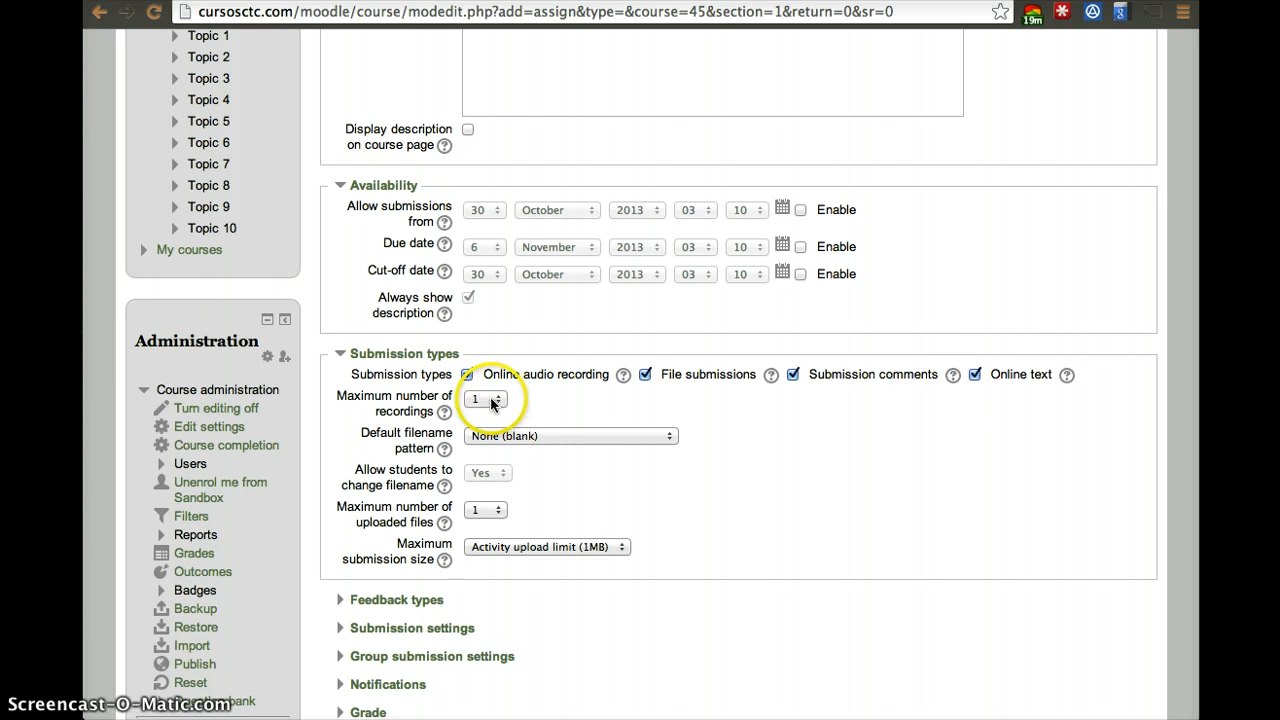 cursosctc.com/moodle/course/modedit.php?add=assign&type=&course=45&section=1&return=0&sr=0
19m
Topic 1
Topic 2
Topic 3
Topic 4
Topic 5
Topic 6
Topic 7
Topic 8
Topic 9
Topic 10
My courses
Administration
Course administration
Turn editing off
Edit settings
Course completion
Users
Unenrol me from
Sandbox
Filters
Reports
Grades
Outcomes
Badges
Backup
Restore
Import
Publish
Reset
Display description
on course page
Availability
Allow submissions
from
30 October 2013 03 10 Enable
Due date 6 November 2013 03 10 Enable
Cut-off date 30 October 2013 03 10 Enable
Always show
description
Submission types
Submission types Online audio recording File submissions Submission comments Online text
Maximum number of
recordings
1
Default filename
pattern
None (blank)
Allow students to
change filename
Yes
Maximum number of
uploaded files
1
Maximum
submission size
Activity upload limit (1MB)
Feedback types
Submission settings
Group submission settings
Notifications
Grade
Screencast-O-Matic.com
bank